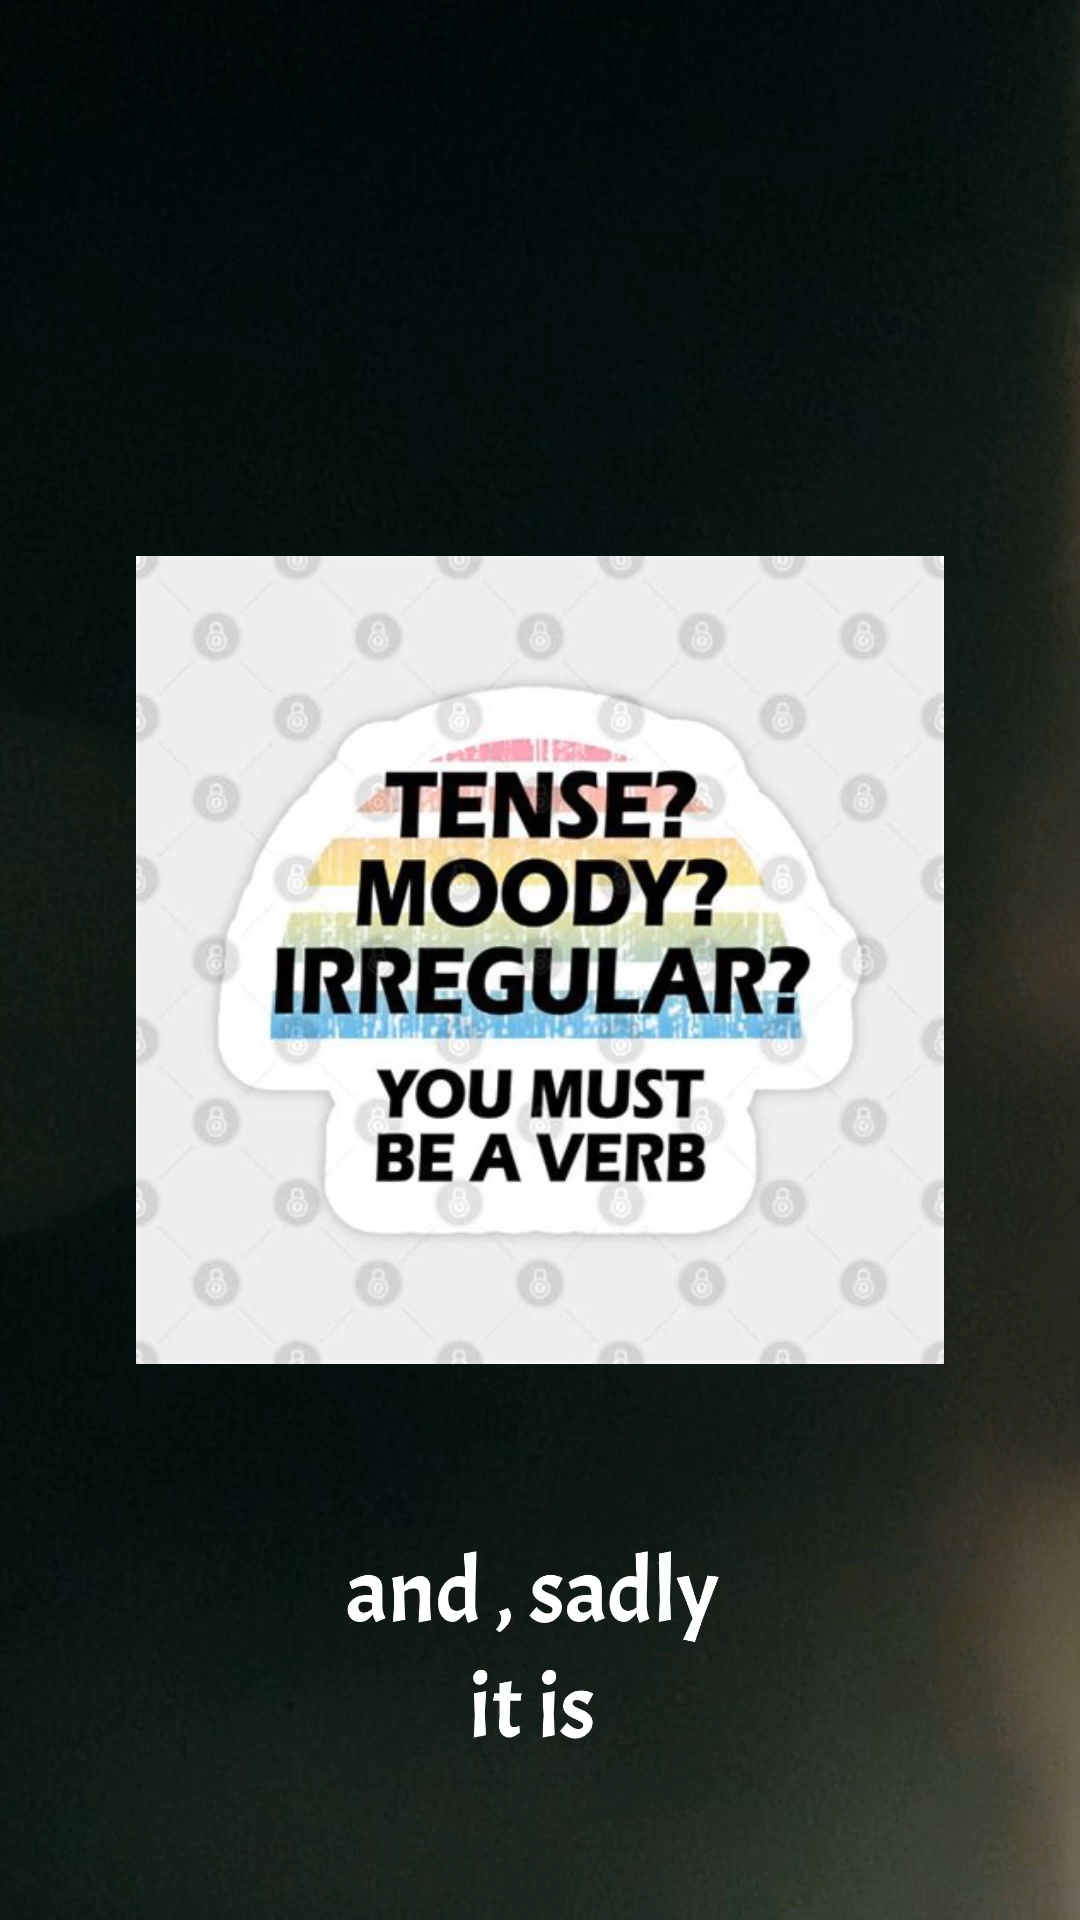 TENSE?
MOODY?
IRREGULAR?
YOU MUST
BE A VERB
and , sadly
it is